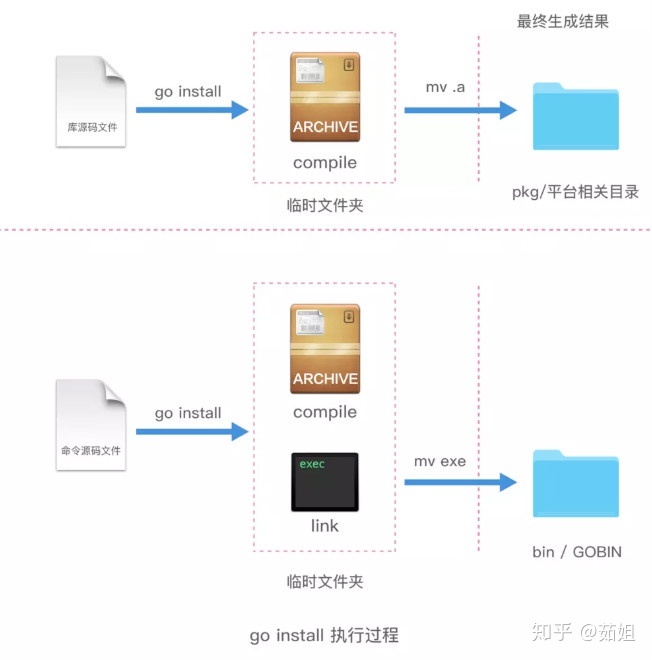 最终生成结果
库源码文件
go install
ARCHIVE
compile
临时文件夹
mv .a
pkg/平台相关目录
命令源码文件
go install
ARCHIVE
compile
exec
link
临时文件夹
mv exe
bin / GOBIN
go install 执行过程
知乎 @茹姐